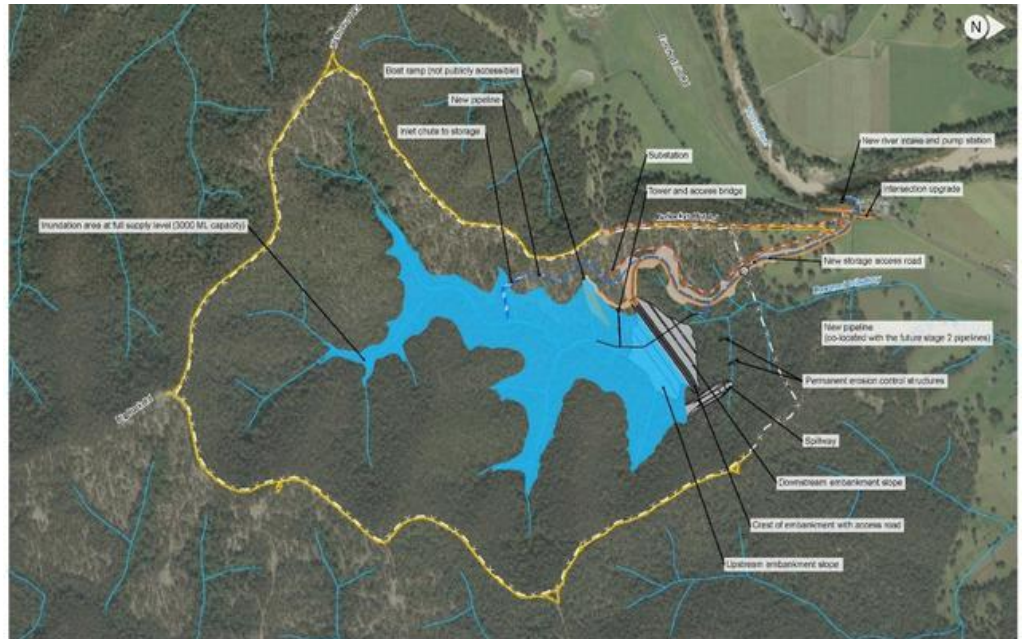 N
Boat ramp (not publicly accessible)
New pipeline
Inlet chute to storage
Substation
Tower and access bridge
New river intake and pump station
Intersection upgrade
Inundation area at full supply level (3000 ML capacity)
New storage access road
New pipeline
(co-located with the future stage 2 pipelines)
Permanent erosion control structures
Spillway
Downstream embankment slope
Crest of embankment with access road
Upstream embankment slope